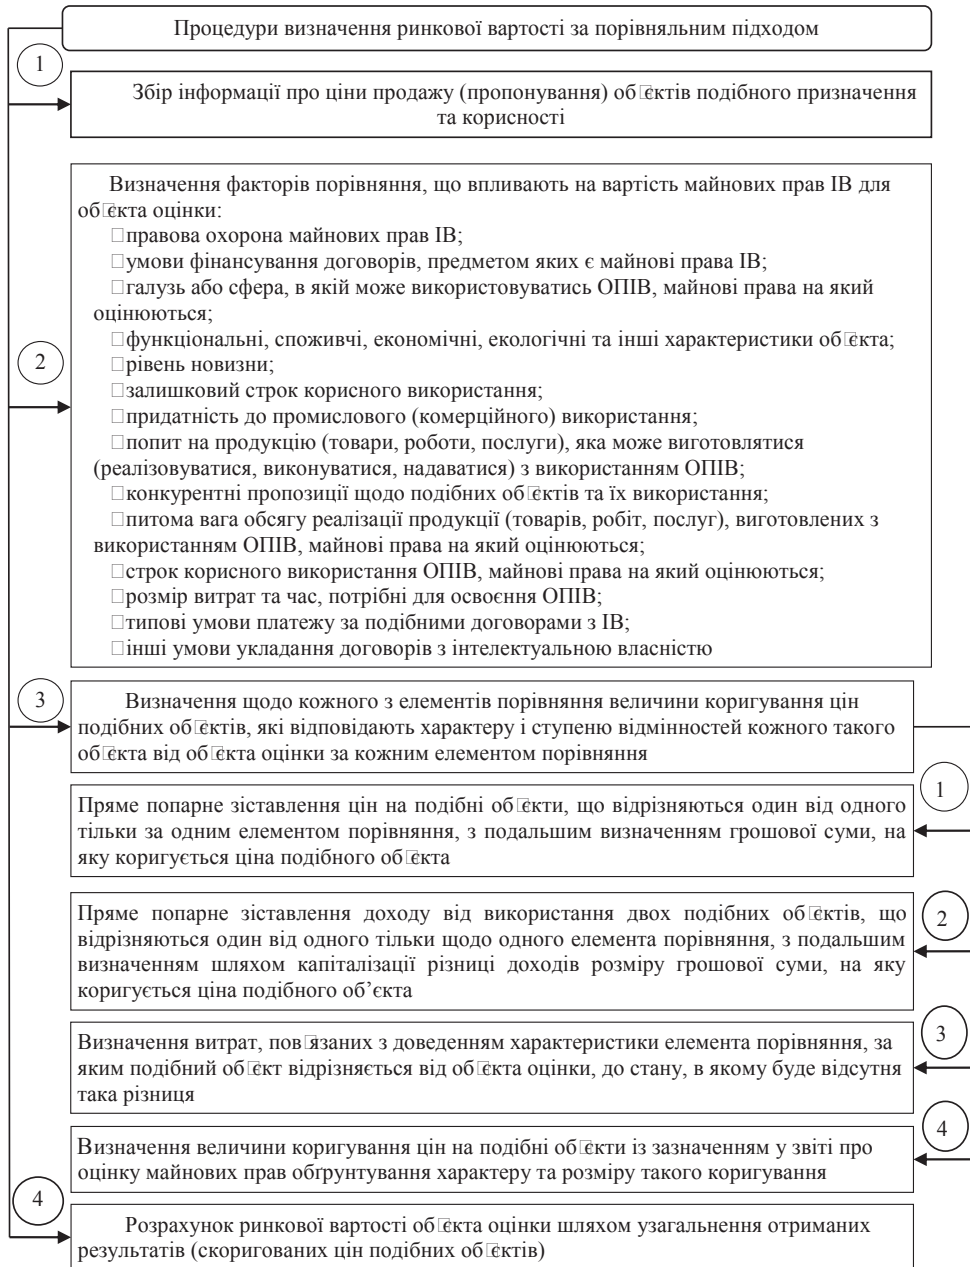 Процедури визначення ринкової вартості за порівняльним підходом
1
Збір інформації про ціни продажу (пропонування) об□єктів подібного призначення
та корисності
Визначення факторів порівняння, що впливають на вартість майнових прав ІВ для
об□єкта оцінки:
□правова охорона майнових прав ІВ;
□умови фінансування договорів, предметом яких є майнові права ІВ;
□галузь або сфера, в якій може використовуватись ОПІВ, майнові права на який
оцінюються;
□функціональні, споживчі, економічні, екологічні та інші характеристики об□єкта;
2
□рівень новизни;
□залишковий строк корисного використання;
□придатність до промислового (комерційного) використання;
□попит на продукцію (товари, роботи, послуги), яка може виготовлятися
(реалізовуватися, виконуватися, надаватися) з використанням ОПІВ;
□конкурентні пропозиції щодо подібних об□єктів та їх використання;
□питома вага обсягу реалізації продукції (товарів, робіт, послуг), виготовлених з
використанням ОПІВ, майнові права на який оцінюються;
□строк корисного використання ОПІВ, майнові права на який оцінюються;
□розмір витрат та час, потрібні для освоєння ОПІВ;
□типові умови платежу за подібними договорами з ІВ;
□інші умови укладання договорів з інтелектуальною власністю
3
Визначення щодо кожного з елементів порівняння величини коригування цін
подібних об□єктів, які відповідають характеру і ступеню відмінностей кожного такого
об□єкта від об□єкта оцінки за кожним елементом порівняння
1
Пряме попарне зіставлення цін на подібні об□єкти, що відрізняються один від одного
тільки за одним елементом порівняння, з подальшим визначенням грошової суми, на
яку коригується ціна подібного об□єкта
2
Пряме попарне зіставлення доходу від використання двох подібних об□єктів, що
відрізняються один від одного тільки щодо одного елемента порівняння, з подальшим
визначенням шляхом капіталізації різниці доходів розміру грошової суми, на яку
коригується ціна подібного об’єкта
3
Визначення витрат, пов□язаних з доведенням характеристики елемента порівняння, за
яким подібний об□єкт відрізняється від об□єкта оцінки, до стану, в якому буде відсутня
така різниця
4
Визначення величини коригування цін на подібні об□єкти із зазначенням у звіті про
оцінку майнових прав обґрунтування характеру та розміру такого коригування
4
Розрахунок ринкової вартості об□єкта оцінки шляхом узагальнення отриманих
результатів (скоригованих цін подібних об□єктів)